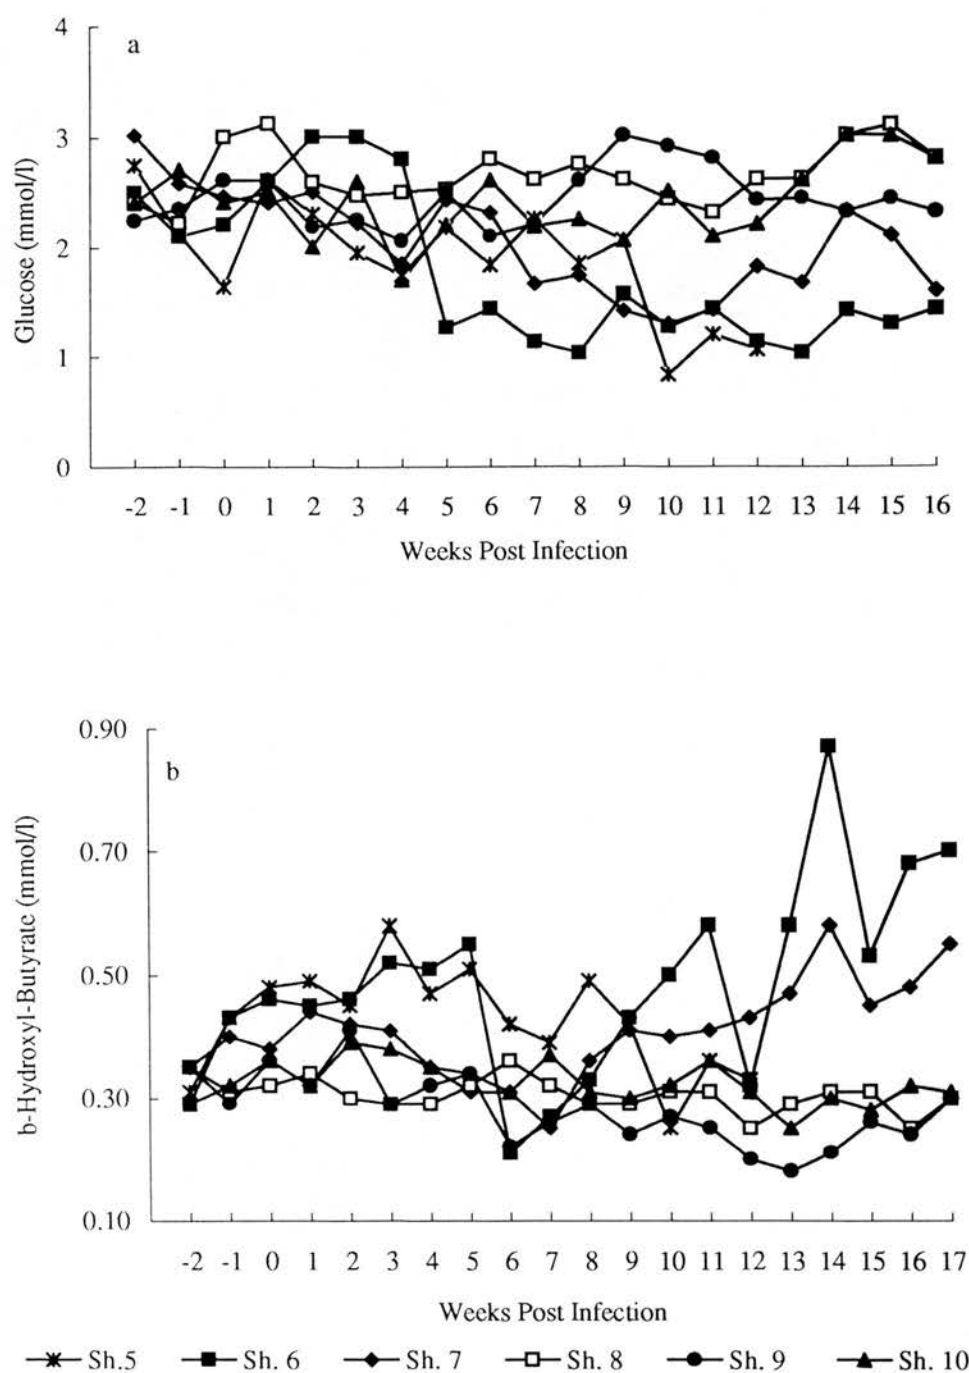 a
4
3
2
1
0
Glucose (mmol/l)
-2 -1 0 1 2 3 4 5 6 7 8 9 10 11 12 13 14 15 16
Weeks Post Infection
b
0.90
0.70
0.50
0.30
0.10
b-Hydroxyl-Butyrate (mmol/l)
-2 -1 0 1 2 3 4 5 6 7 8 9 10 11 12 13 14 15 16 17
Weeks Post Infection
Sh.5 Sh. 6 Sh. 7 Sh. 8 Sh. 9 Sh. 10